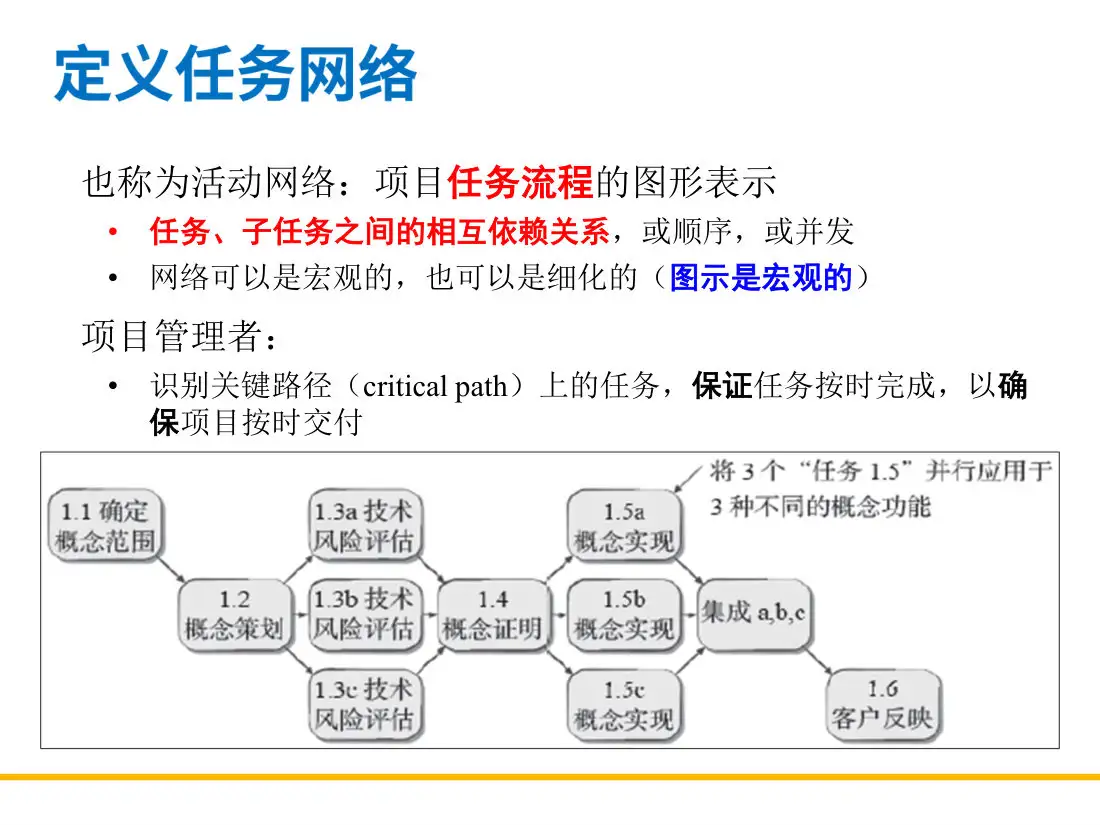 定义任务网络
也称为活动网络：项目任务流程的图形表示
• 任务、子任务之间的相互依赖关系，或顺序，或并发
• 网络可以是宏观的，也可以是细化的（图示是宏观的）
项目管理者：
• 识别关键路径（critical path）上的任务，保证任务按时完成，以确
保项目按时交付
将 3 个“任务 1.5”并行应用于
3 种不同的概念功能
1.1 确定
概念范围
1.2
概念策划
1.3a 技术
风险评估
1.3b 技术
风险评估
1.3c 技术
风险评估
1.4
概念证明
1.5a
概念实现
1.5b
概念实现
1.5c
概念实现
集成 a,b,c
1.6
客户反映